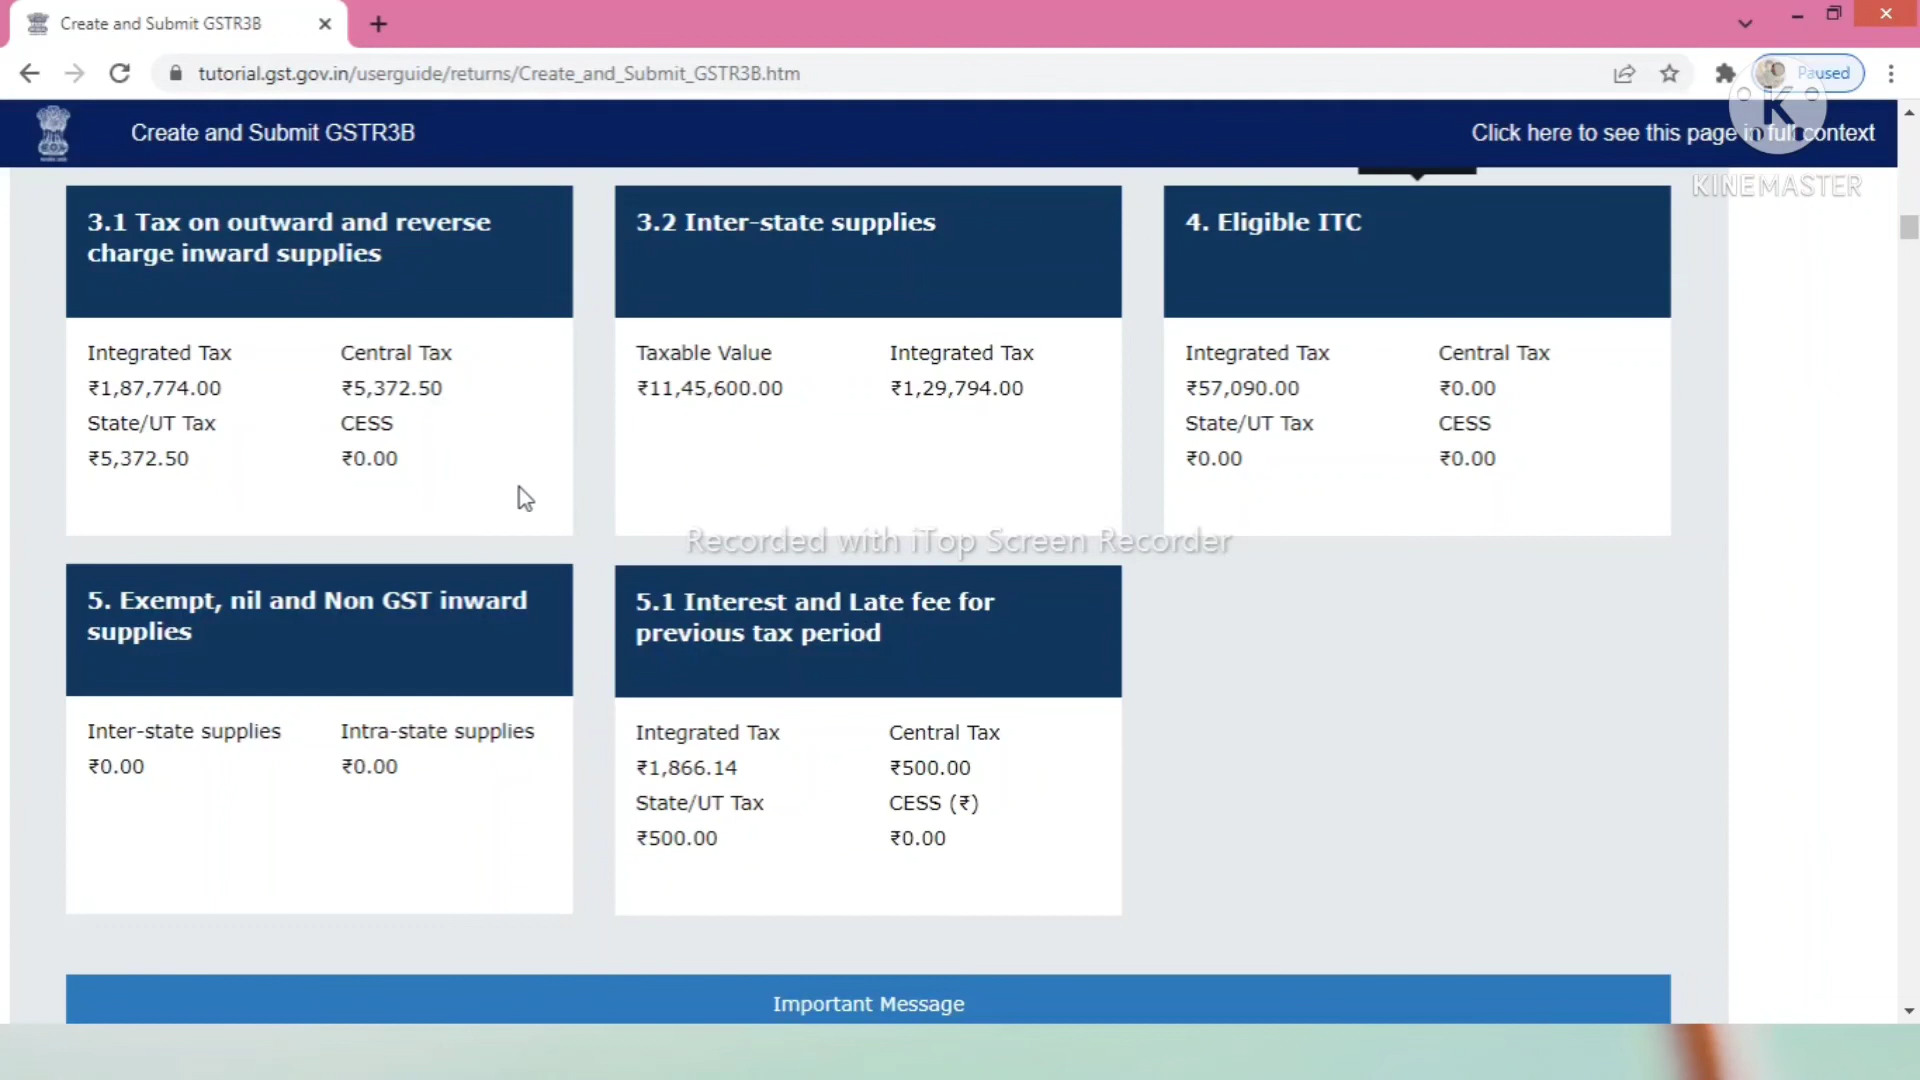 Create and Submit GSTR3B
tutorial.gst.gov.in/userguide/returns/Create_and_Submit_GSTR3B.htm
Paused
Create and Submit GSTR3B
Click here to see this page in full context
K
KINEMASTER
3.1 Tax on outward and reverse
charge inward supplies
Integrated Tax Central Tax
₹1,87,774.00 ₹5,372.50
State/UT Tax CESS
₹5,372.50 ₹0.00
3.2 Inter-state supplies
Taxable Value Integrated Tax
₹11,45,600.00 ₹1,29,794.00
4. Eligible ITC
Integrated Tax Central Tax
₹57,090.00 ₹0.00
State/UT Tax CESS
₹0.00 ₹0.00
Recorded with iTop Screen Recorder
5. Exempt, nil and Non GST inward
supplies
Inter-state supplies Intra-state supplies
₹0.00 ₹0.00
5.1 Interest and Late fee for
previous tax period
Integrated Tax Central Tax
₹1,866.14 ₹500.00
State/UT Tax CESS (₹)
₹500.00 ₹0.00
Important Message